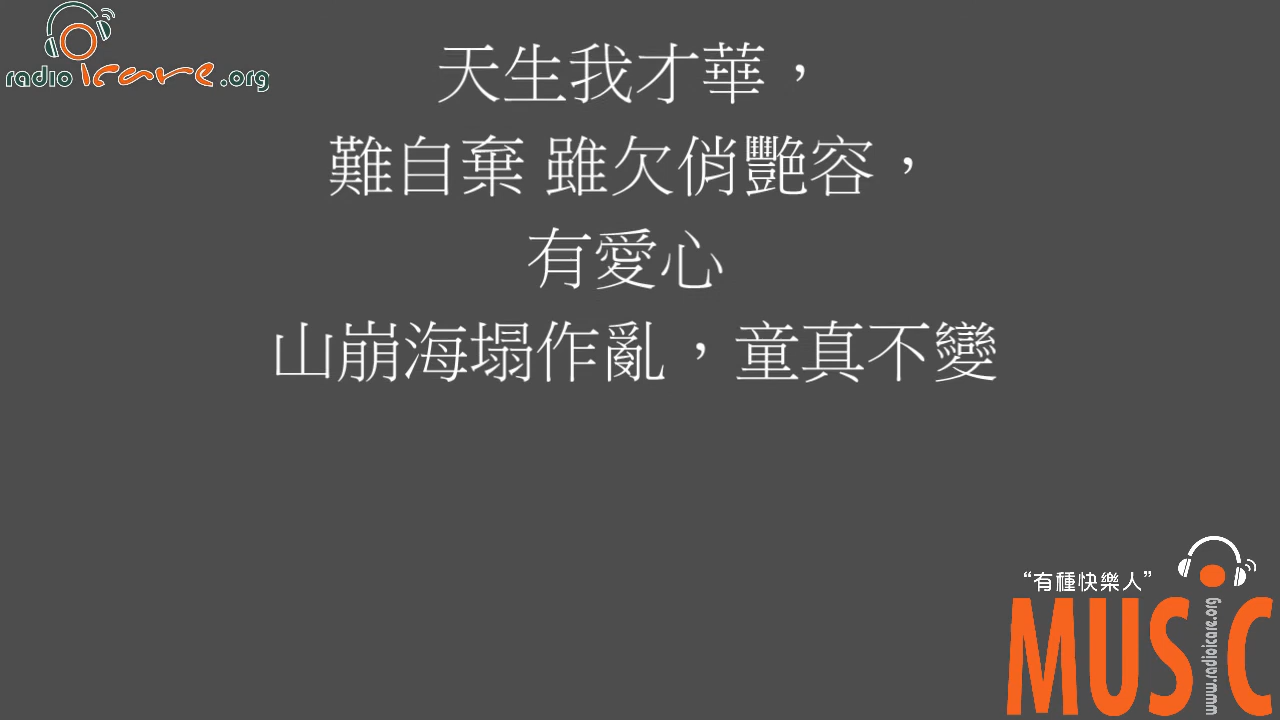 radio icare.org
天生我才華，
難自棄 雖欠俏艷容，
有愛心
山崩海塌作亂，童真不變
“有種快樂人”
MUSiC
www.radioicare.org